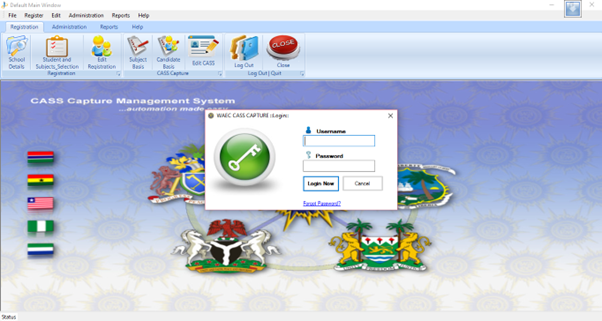 Default Main Window
File Register Edit Administration Reports Help
Registration Administration Reports Help
School Details
Student and Subjects_Selection
Edit Registration
Subject Basis
Candidate Basis
Edit CASS
Log Out
Close
CLOSE
Registration
CASS Capture
Log Out | Quit
CASS Capture Management System
...automation made easy
WAEC CASS CAPTURE ::Login::
Username
Password
Login Now
Cancel
Forgot Password?
Status